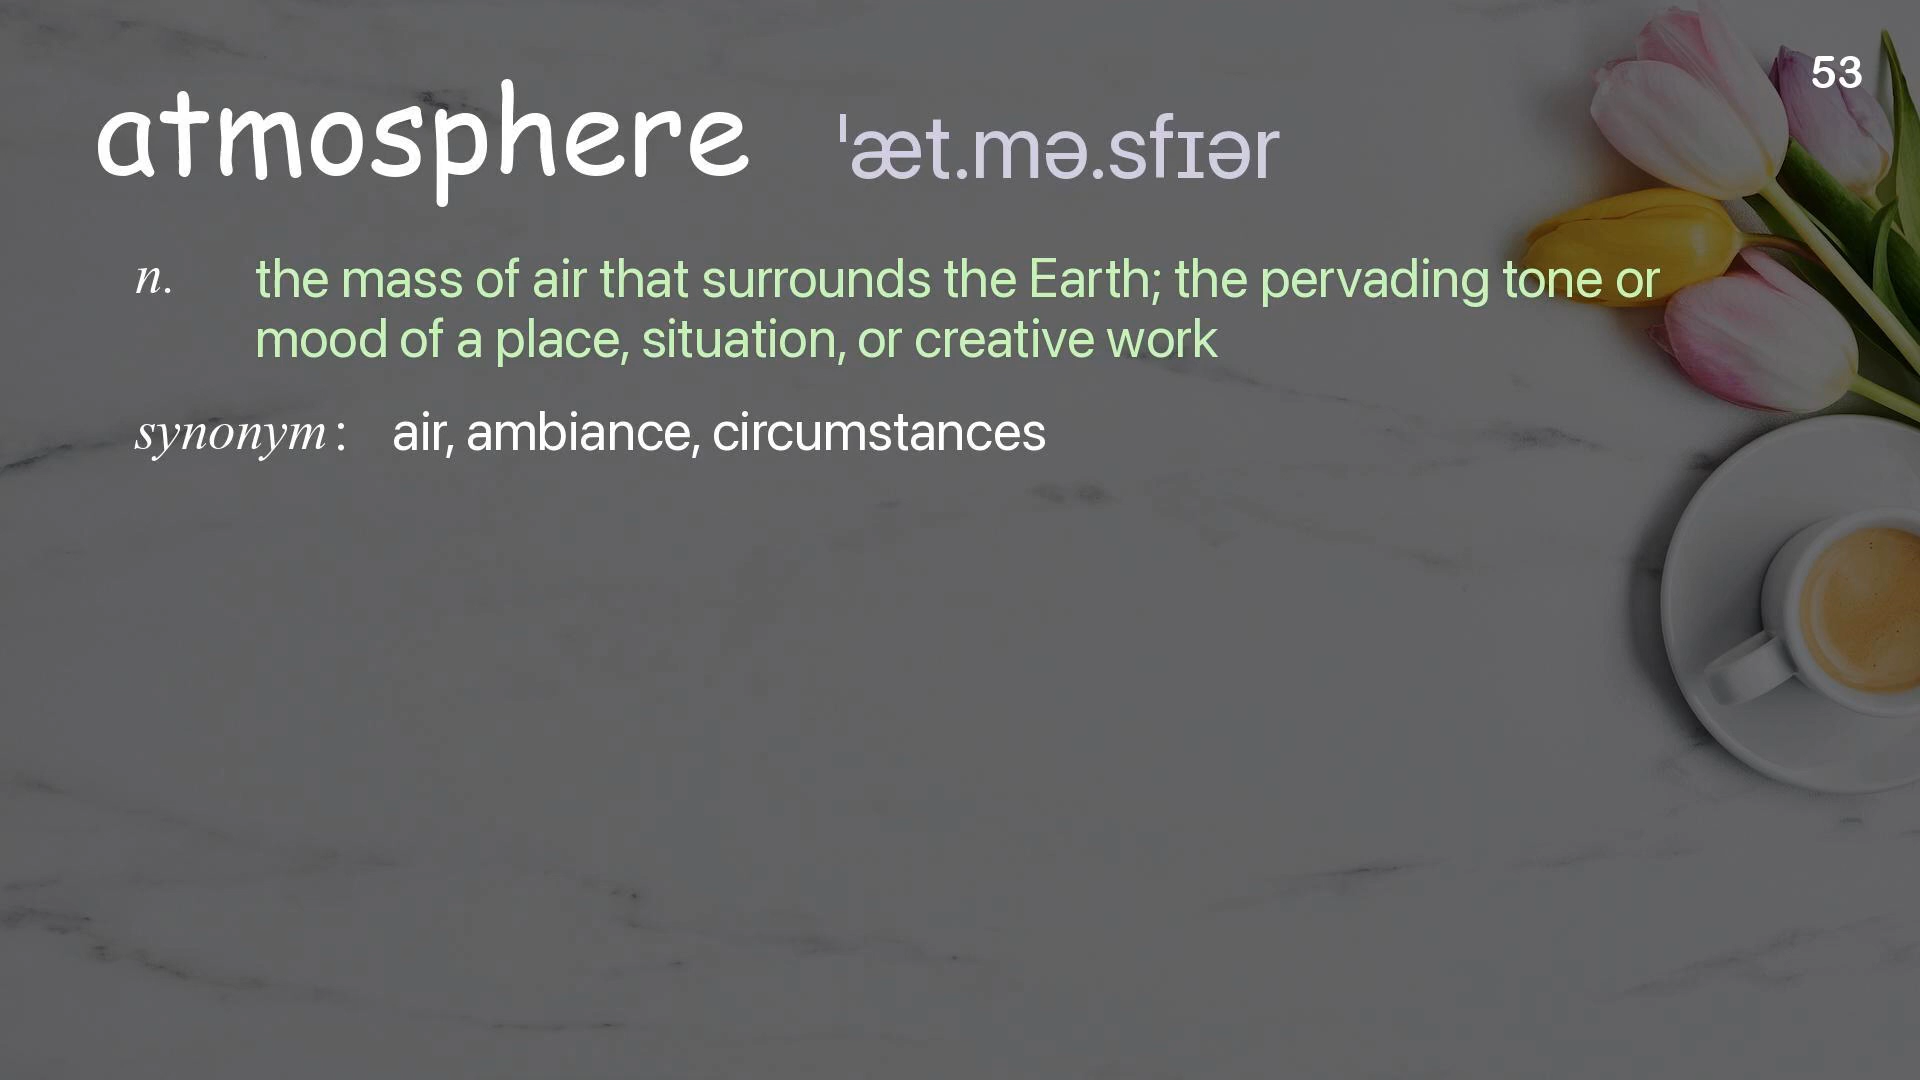 53
atmosphere ˈæt.mə.sfɪər
n. the mass of air that surrounds the Earth; the pervading tone or
mood of a place, situation, or creative work
synonym: air, ambiance, circumstances